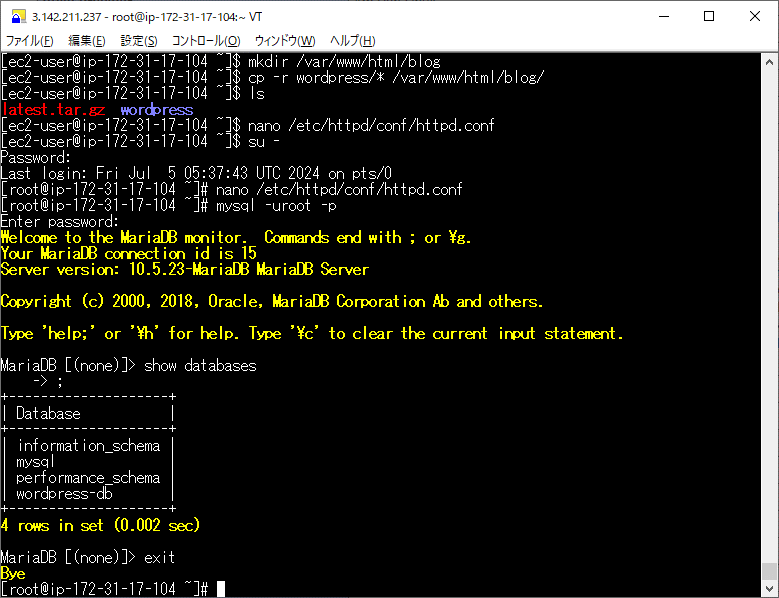 3.142.211.237 - root@ip-172-31-17-104:~ VT
ファイル(F) 編集(E) 設定(S) コントロール(O) ウィンドウ(W) ヘルプ(H)
[ec2-user@ip-172-31-17-104 ~]$ mkdir /var/www/html/blog
[ec2-user@ip-172-31-17-104 ~]$ cp -r wordpress/* /var/www/html/blog/
[ec2-user@ip-172-31-17-104 ~]$ ls
latest.tar.gz  wordpress
[ec2-user@ip-172-31-17-104 ~]$ nano /etc/httpd/conf/httpd.conf
[ec2-user@ip-172-31-17-104 ~]$ su -
Password:
Last login: Fri Jul  5 05:37:43 UTC 2024 on pts/0
[root@ip-172-31-17-104 ~]# nano /etc/httpd/conf/httpd.conf
[root@ip-172-31-17-104 ~]# mysql -uroot -p
Enter password:
Welcome to the MariaDB monitor.  Commands end with ; or ¥g.
Your MariaDB connection id is 15
Server version: 10.5.23-MariaDB MariaDB Server
Copyright (c) 2000, 2018, Oracle, MariaDB Corporation Ab and others.
Type 'help;' or '¥h' for help. Type '¥c' to clear the current input statement.
MariaDB [(none)]> show databases
    -> ;
+--------------------+
| Database           |
+--------------------+
| information_schema |
| mysql              |
| performance_schema |
| wordpress-db       |
+--------------------+
4 rows in set (0.002 sec)
MariaDB [(none)]> exit
Bye
[root@ip-172-31-17-104 ~]#